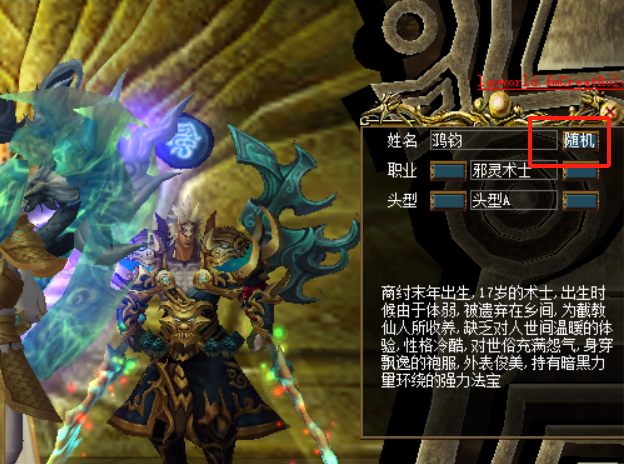 姓名 鸿钧 随机
职业 邪灵术士
头型 头型A
商纣末年出生,17岁的术士,出生时
候由于体弱,被遗弃在乡间,为截教
仙人所收养,缺乏对人世间温暖的体
验,性格冷酷,对世俗充满怨气,身穿
飘逸的袍服,外表俊美,持有暗黑力
量环绕的强力法宝